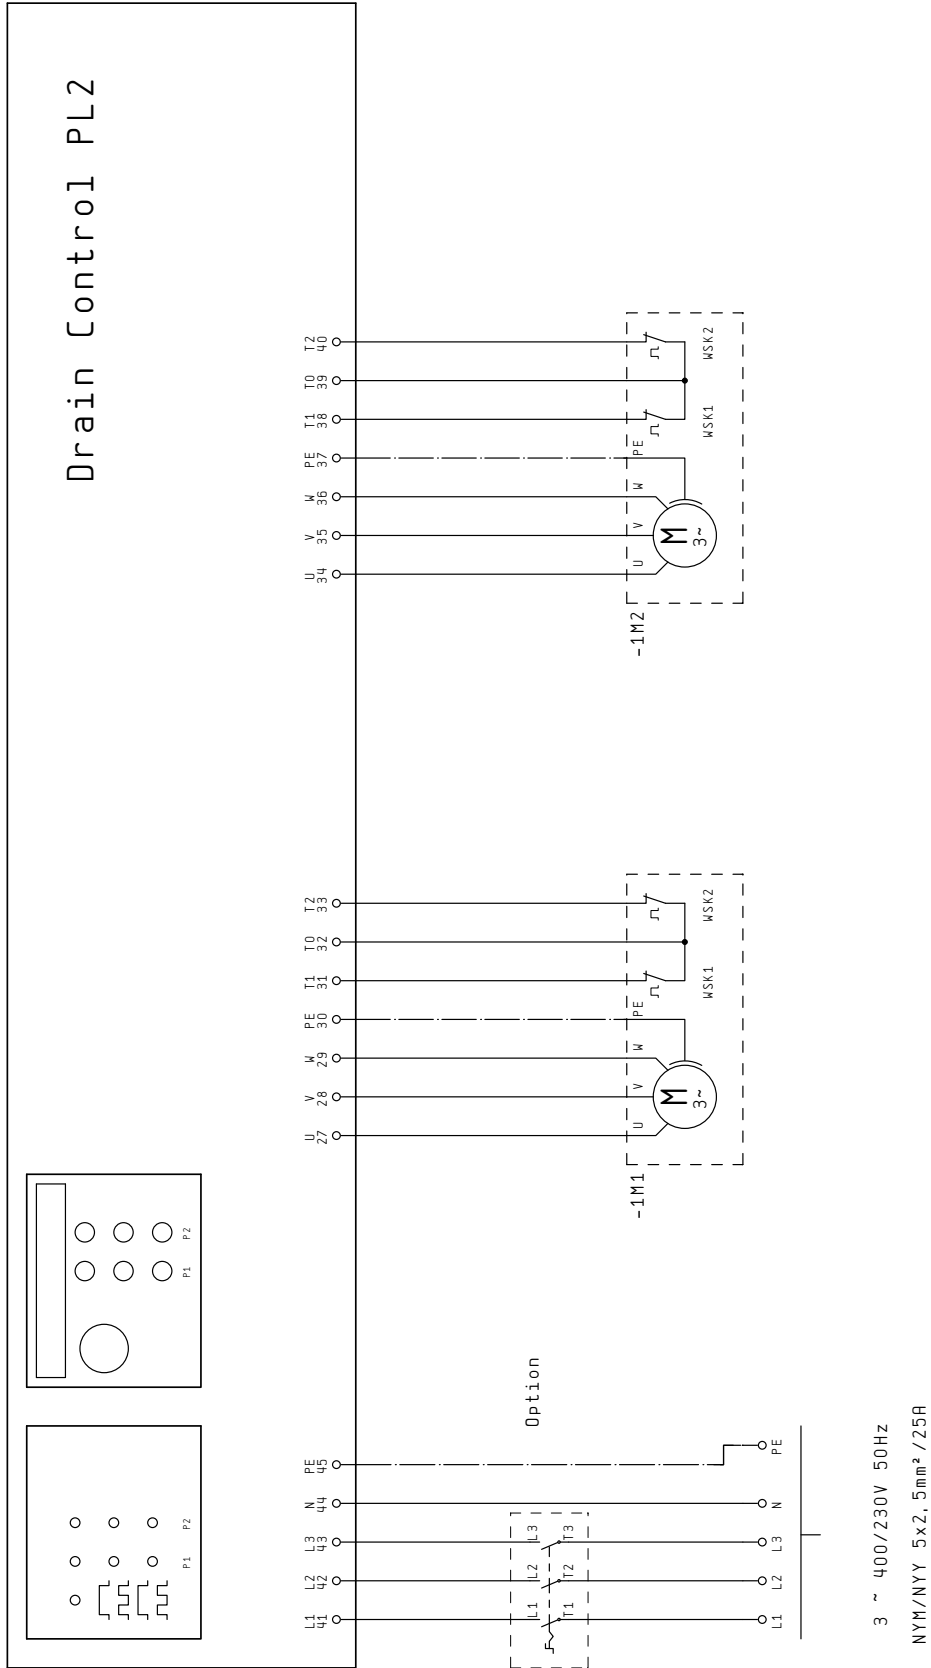 Drain Control PL2
P1 P2
P1 P2
L1 L2 L3 N PE
41 42 43 44 45
U V W PE T1 T0 T2
27 28 29 30 31 32 33
U V W PE T1 T0 T2
34 35 36 37 38 39 40
Option
L1 L2 L3
T1 T2 T3
U V W PE
M
3~
WSK1 WSK2
-1M1
U V W PE
M
3~
WSK1 WSK2
-1M2
L1 L2 L3 N PE
3 ~ 400/230V 50Hz
NYM/NYY 5x2,5mm²/25A